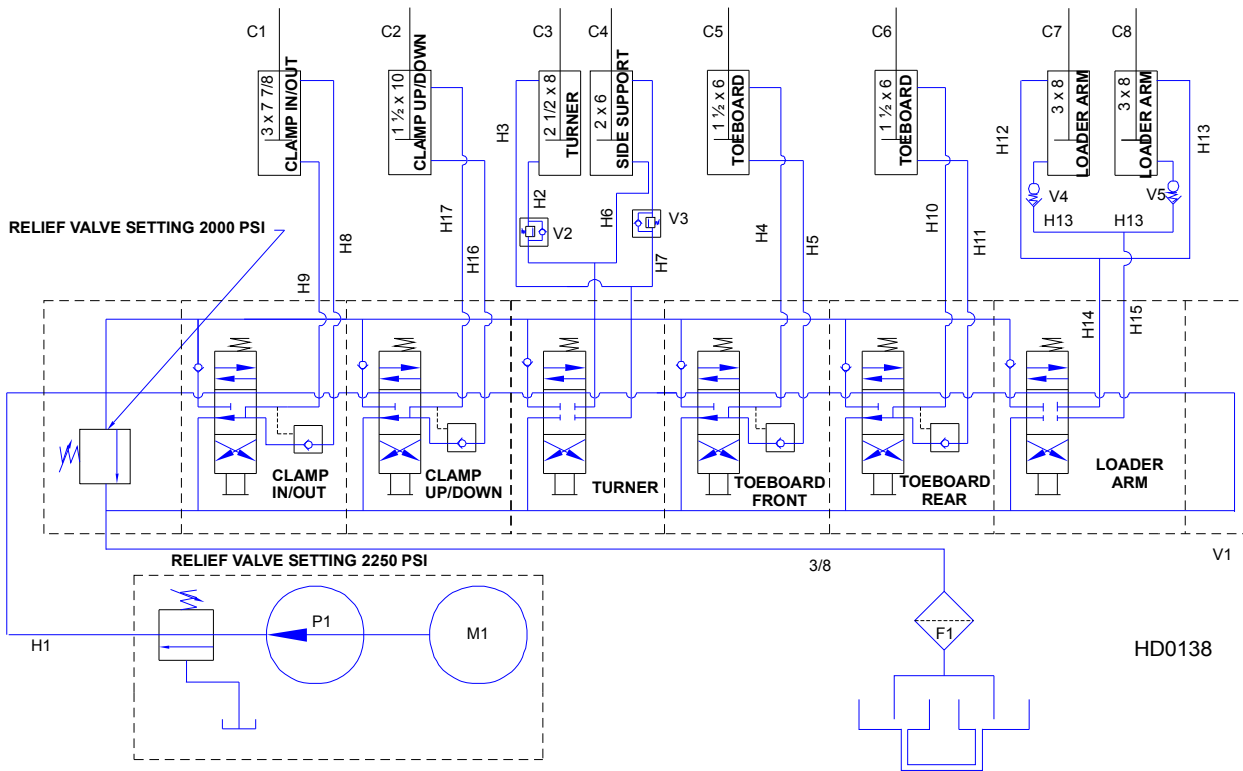 C1
C2
C3
C4
C5
C6
C7
C8
3 x 7 7/8
CLAMP IN/OUT
1 ½ x 10
CLAMP UP/DOWN
2 1/2 x 8
TURNER
2 x 6
SIDE SUPPORT
1 ½ x 6
TOEBOARD
1 ½ x 6
TOEBOARD
3 x 8
LOADER ARM
3 x 8
LOADER ARM
H3
H12
H13
H2
H6
V2
V3
V4
V5
H13
H13
H17
H16
H4
H5
H10
H11
RELIEF VALVE SETTING 2000 PSI
H8
H9
H7
H14
H15
CLAMP
IN/OUT
CLAMP
UP/DOWN
TURNER
TOEBOARD
FRONT
TOEBOARD
REAR
LOADER
ARM
RELIEF VALVE SETTING 2250 PSI
3/8
V1
H1
P1
M1
F1
HD0138